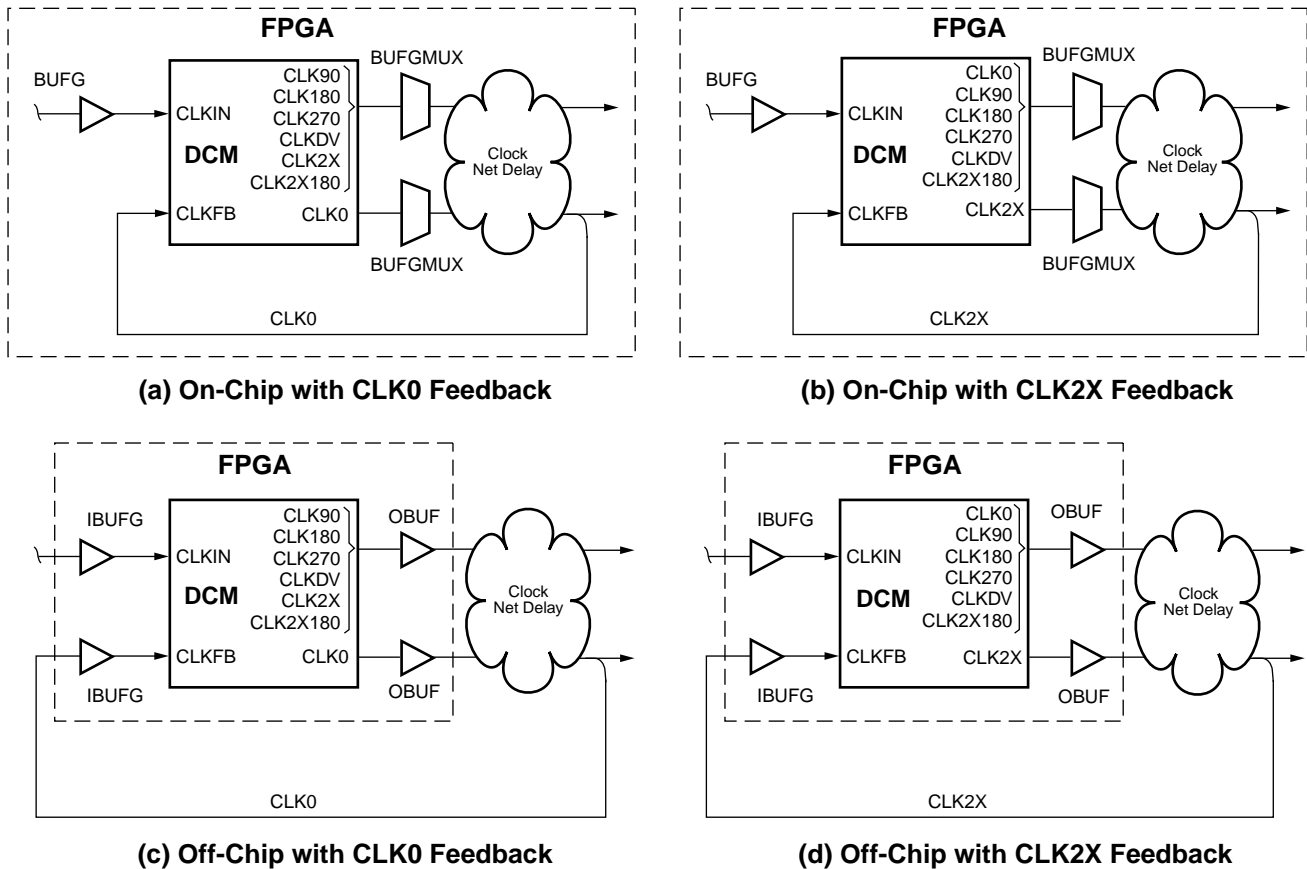 FPGA
BUFG
BUFGMUX
CLK90
CLK180
CLK270
CLKDV
CLK2X
CLK2X180
CLKIN
DCM
CLKFB
CLK0
Clock
Net Delay
BUFGMUX
CLK0
(a) On-Chip with CLK0 Feedback
FPGA
BUFG
BUFGMUX
CLK0
CLK90
CLK180
CLK270
CLKDV
CLK2X180
CLKIN
DCM
CLKFB
CLK2X
Clock
Net Delay
BUFGMUX
CLK2X
(b) On-Chip with CLK2X Feedback
FPGA
IBUFG
OBUF
CLK90
CLK180
CLK270
CLKDV
CLK2X
CLK2X180
CLKIN
DCM
CLKFB
CLK0
Clock
Net Delay
IBUFG
OBUF
CLK0
(c) Off-Chip with CLK0 Feedback
FPGA
IBUFG
OBUF
CLK0
CLK90
CLK180
CLK270
CLKDV
CLK2X180
CLKIN
DCM
CLKFB
CLK2X
Clock
Net Delay
IBUFG
OBUF
CLK2X
(d) Off-Chip with CLK2X Feedback